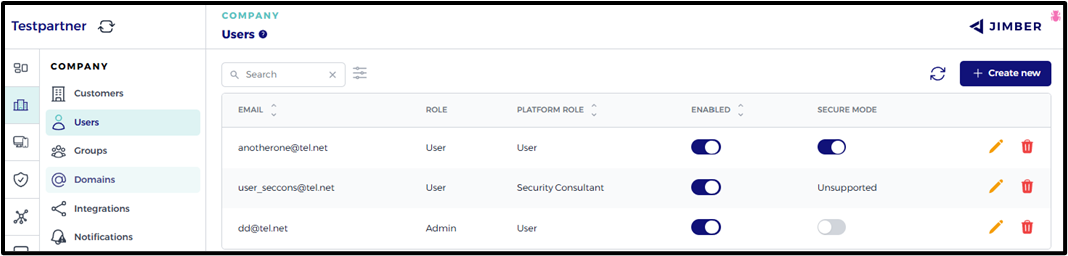 Testpartner
COMPANY
Users
JIMBER
COMPANY
Customers
Users
Groups
Domains
Integrations
Notifications
Search
+ Create new
EMAIL ROLE PLATFORM ROLE ENABLED SECURE MODE
anotherone@tel.net User User
user_seccons@tel.net User Security Consultant Unsupported
dd@tel.net Admin User